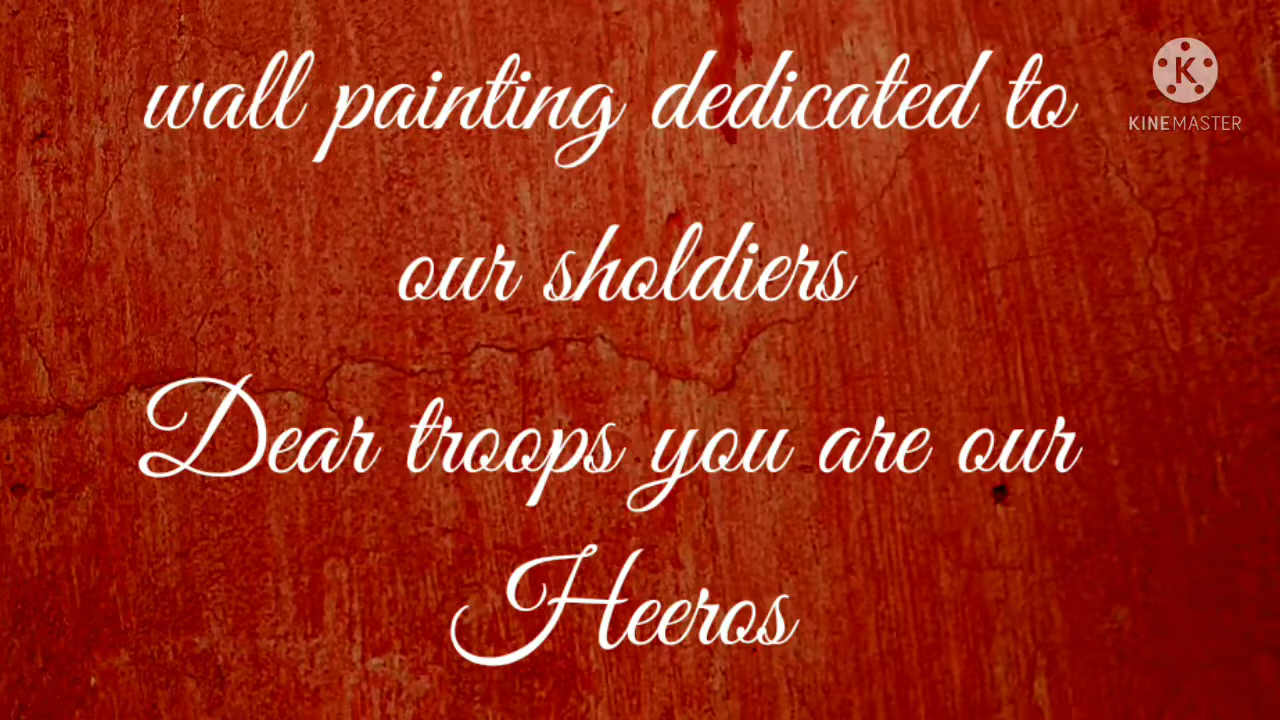 wall painting dedicated to
our sholdiers
Dear troops you are our
Heeros
K
KINEMASTER